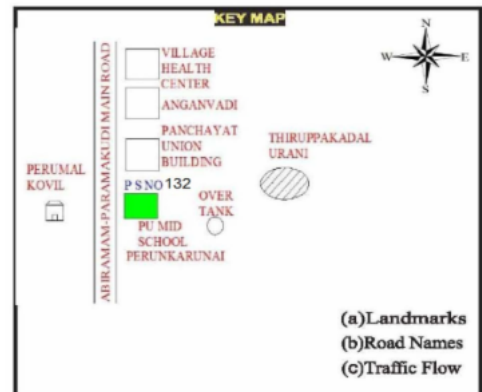 KEY MAP
N
W
E
S
ABIRAMAM-PARAMAKUDI MAIN ROAD
VILLAGE
HEALTH
CENTER
ANGANVADI
PANCHAYAT
UNION
BUILDING
THIRUPPAKADAL
URANI
PERUMAL
KOVIL
P S NO 132
OVER
TANK
PU MID
SCHOOL
PERUNKARUNAI
(a)Landmarks
(b)Road Names
(c)Traffic Flow